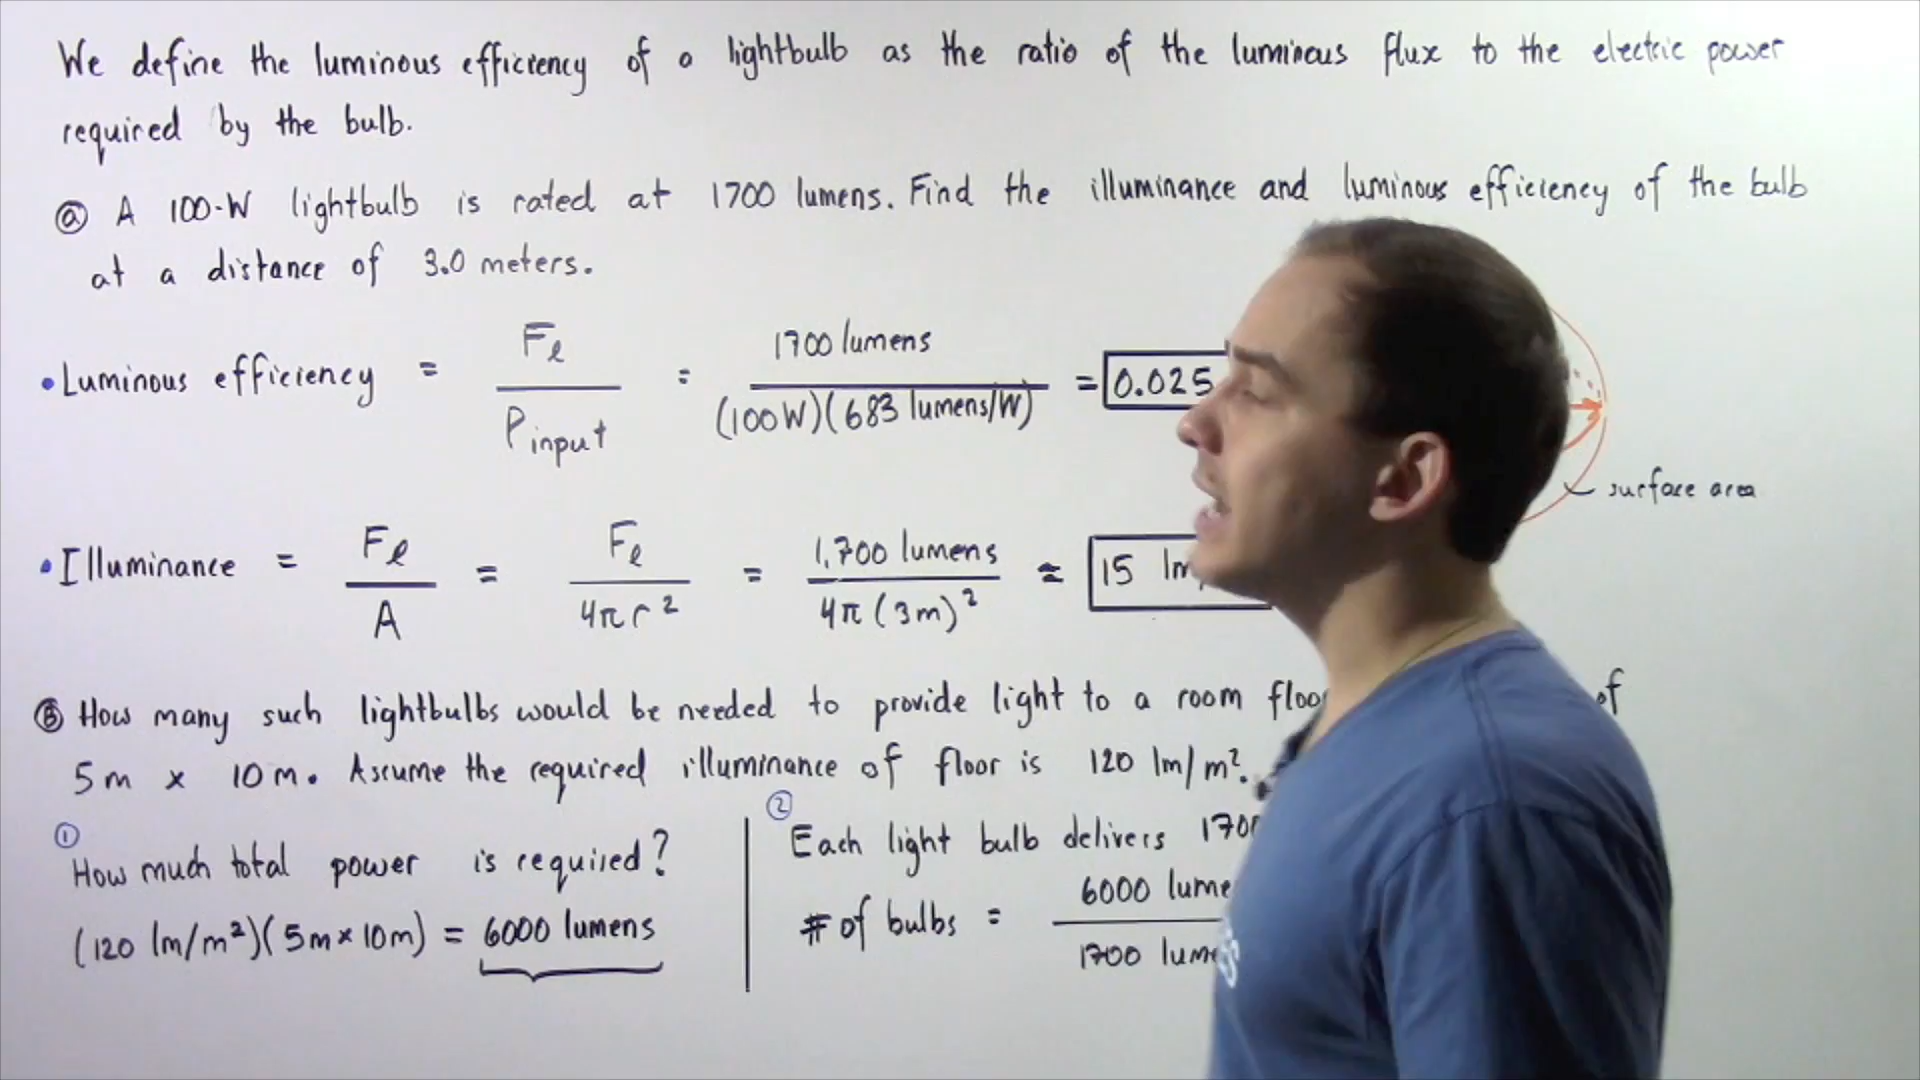 We define the luminous efficiency of a lightbulb as the ratio of the luminous flux to the electric power
required by the bulb.
ⓐ A 100-W lightbulb is rated at 1700 lumens. Find the illuminance and luminous efficiency of the bulb
at a distance of 3.0 meters.
• Luminous efficiency = Fℓ / Pinput = 1700 lumens / (100W)(683 lumens/W) = 0.025
surface area
• Illuminance = Fℓ / A = Fℓ / 4πr² = 1,700 lumens / 4π(3m)² ≈ 15 lm/
Ⓑ How many such lightbulbs would be needed to provide light to a room floor of
5m x 10m. Assume the required illuminance of floor is 120 lm/m².
① How much total power is required?
(120 lm/m²)(5m×10m) = 6000 lumens
② Each light bulb delivers 1700
# of bulbs = 6000 / 1700